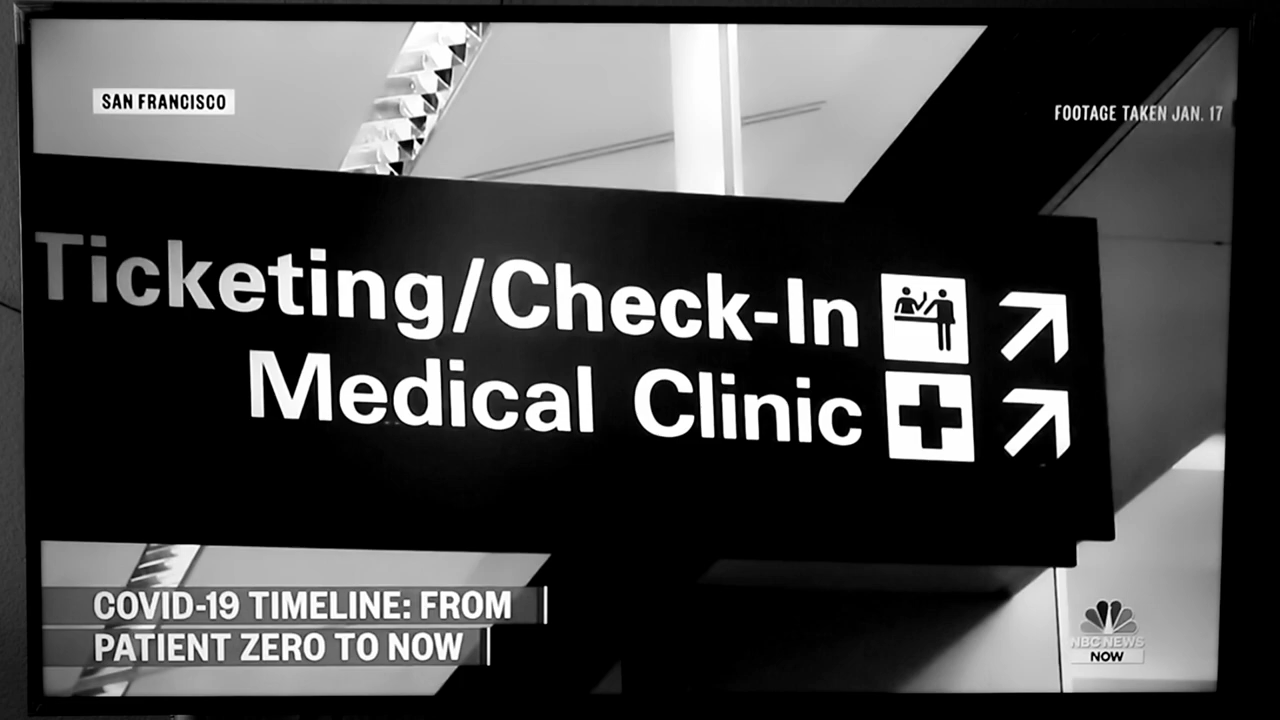 SAN FRANCISCO
FOOTAGE TAKEN JAN. 17
Ticketing/Check-In
Medical Clinic
COVID-19 TIMELINE: FROM
PATIENT ZERO TO NOW
NBC NEWS
NOW